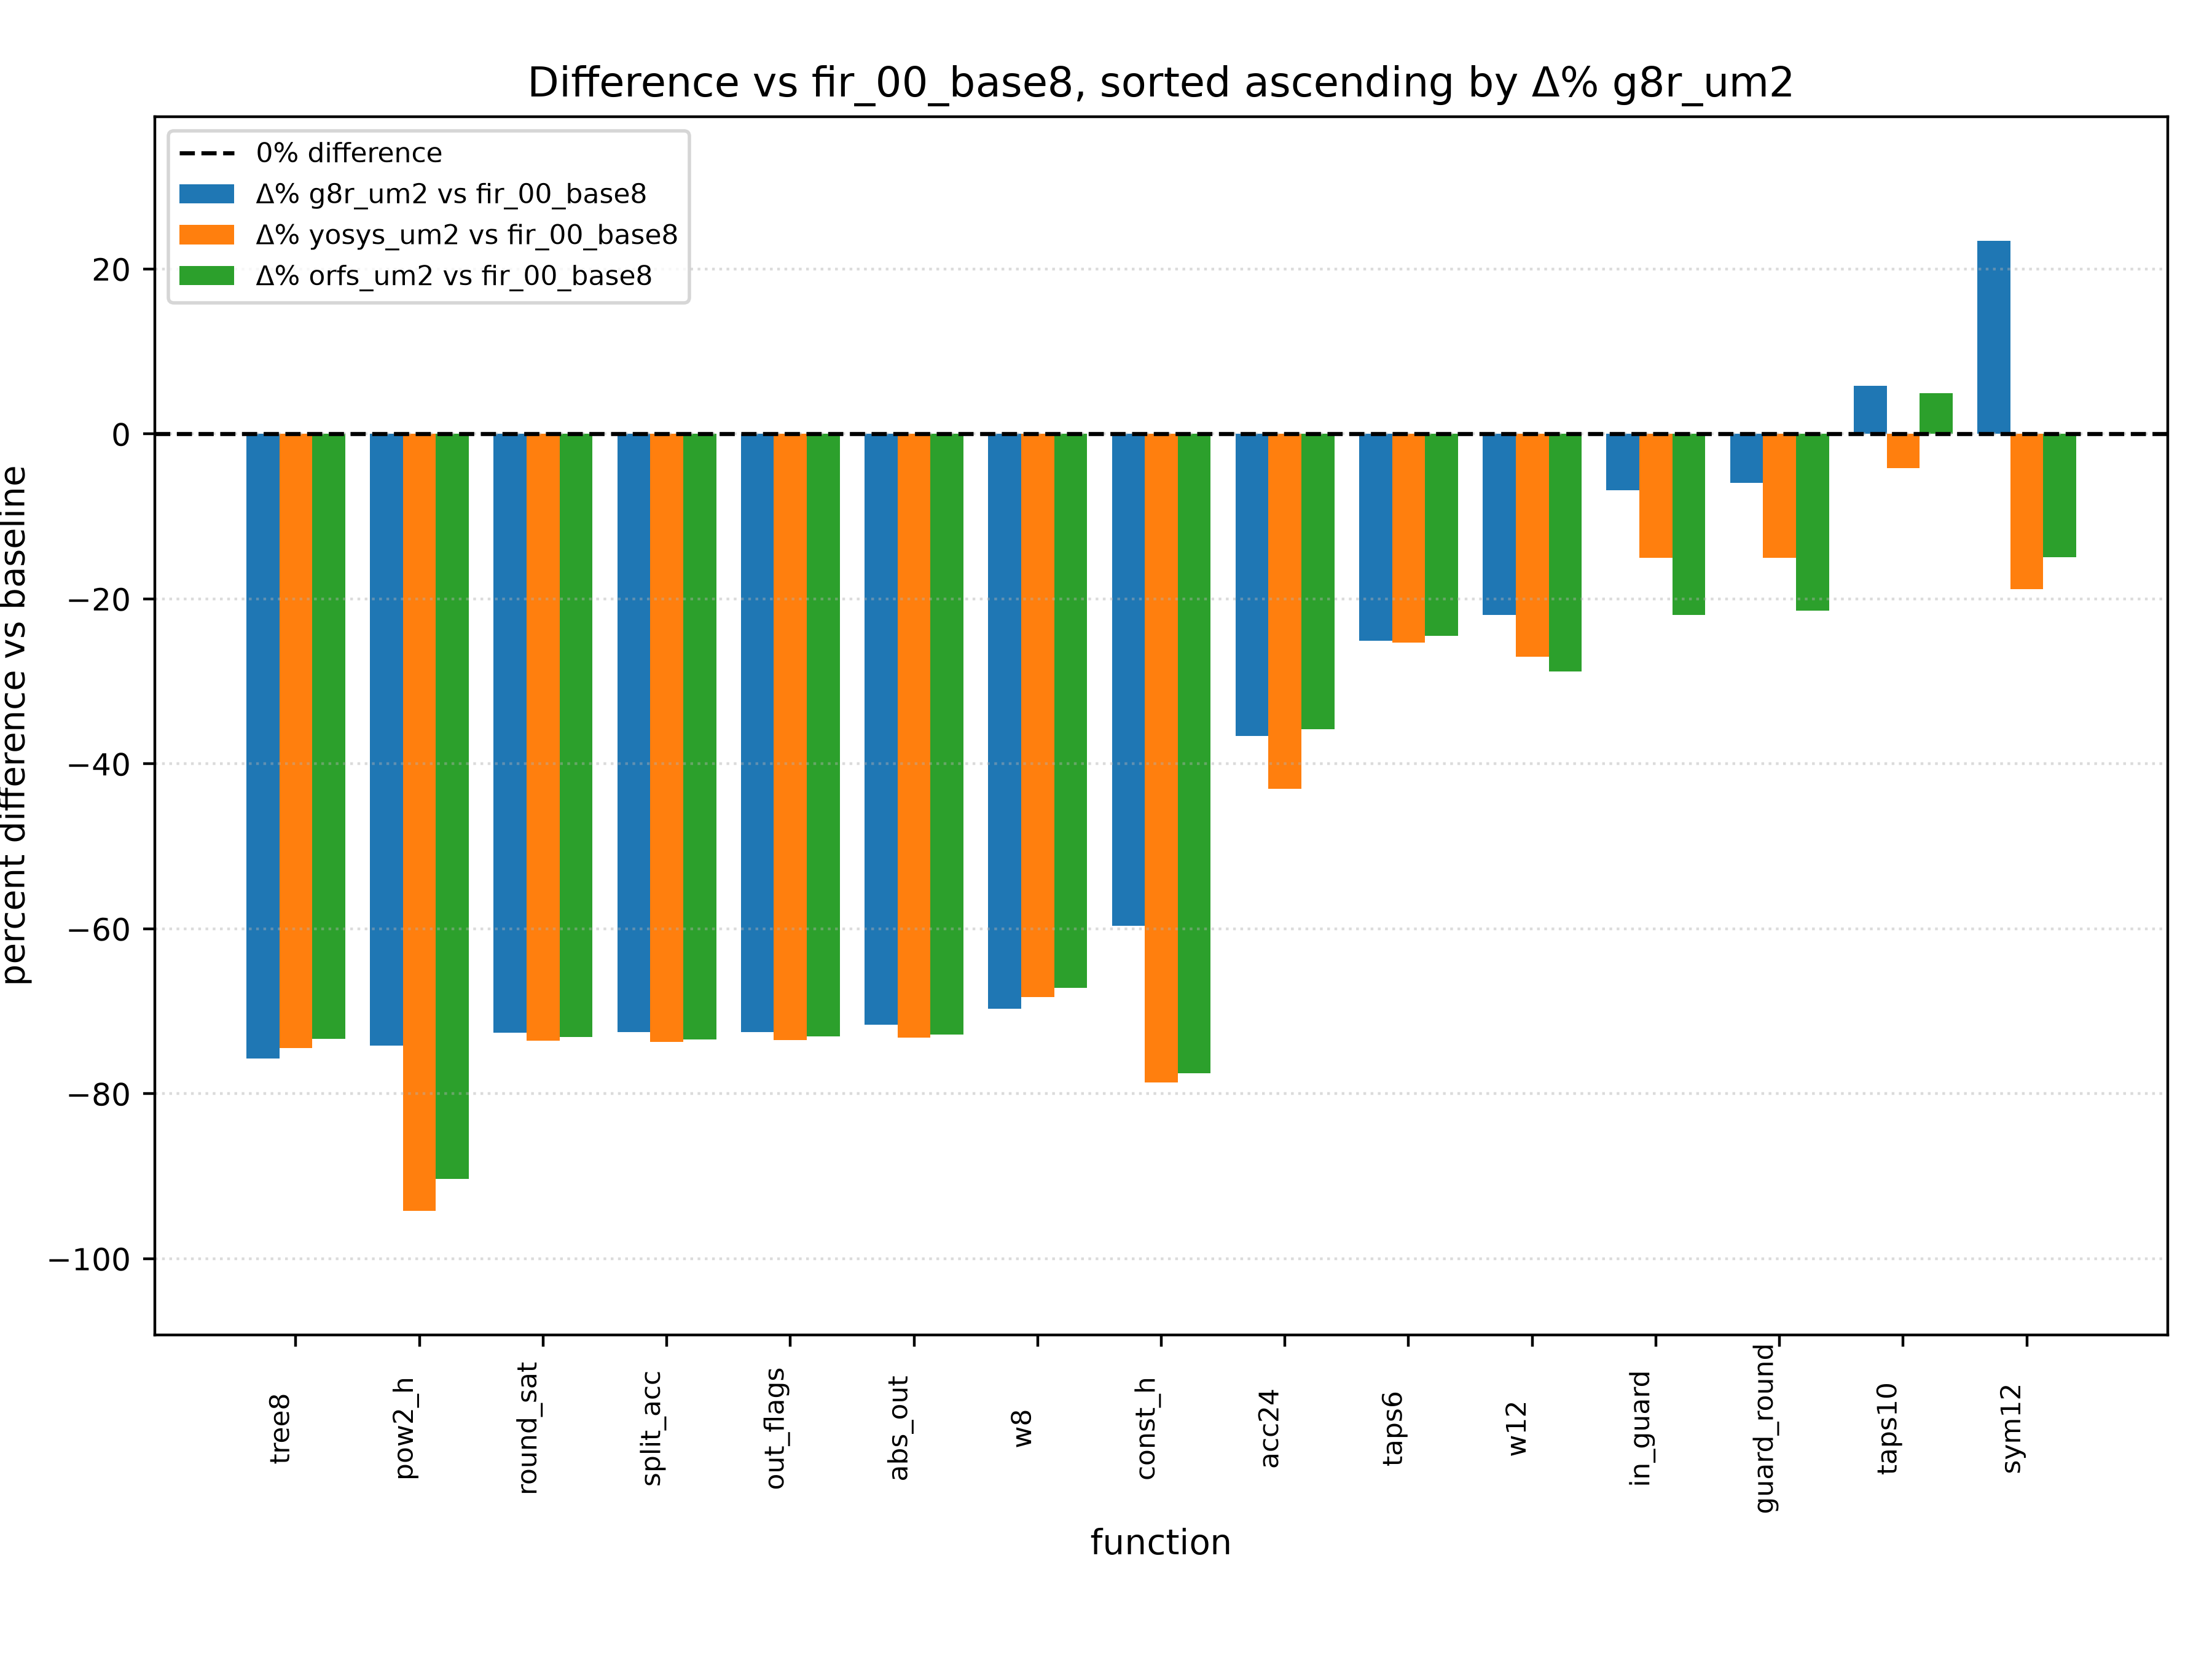 Difference vs fir_00_base8, sorted ascending by Δ% g8r_um2
0% difference
Δ% g8r_um2 vs fir_00_base8
Δ% yosys_um2 vs fir_00_base8
Δ% orfs_um2 vs fir_00_base8
percent difference vs baseline
20
0
−20
−40
−60
−80
−100
tree8
pow2_h
round_sat
split_acc
out_flags
abs_out
w8
const_h
acc24
taps6
w12
in_guard
guard_round
taps10
sym12
function